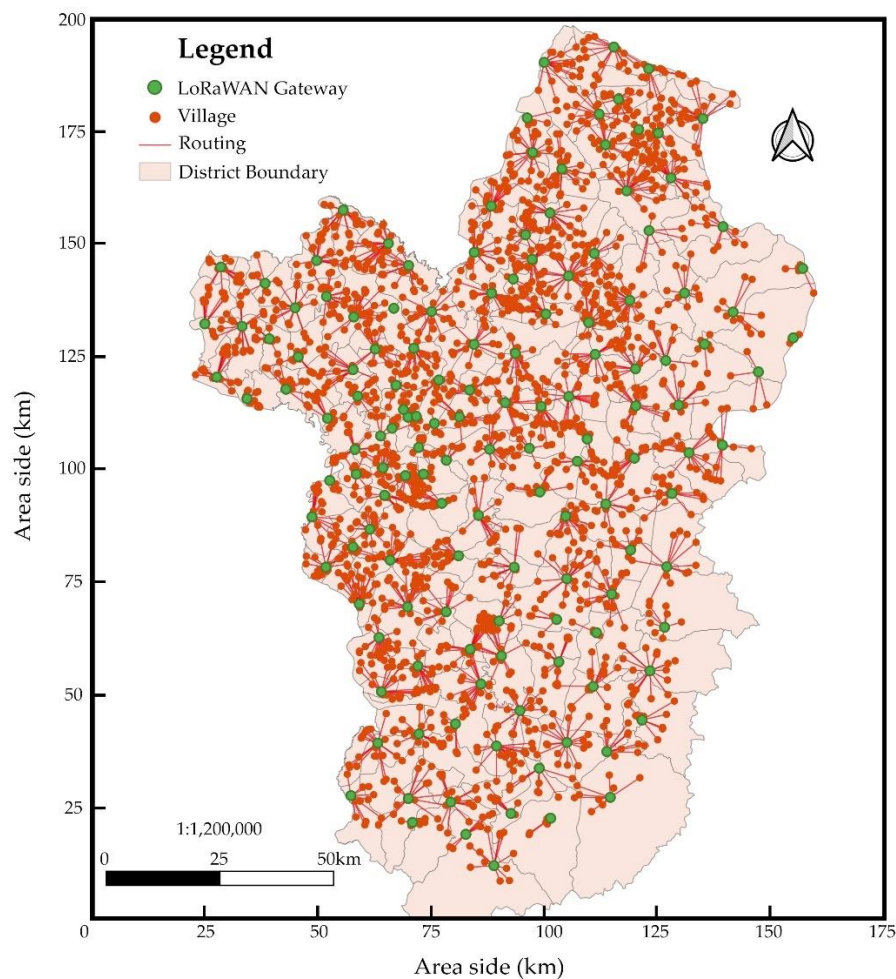 Legend
LoRaWAN Gateway
Village
Routing
District Boundary
200
175
150
125
100
75
50
25
0
Area side (km)
1:1,200,000
0 25 50km
0 25 50 75 100 125 150 175
Area side (km)